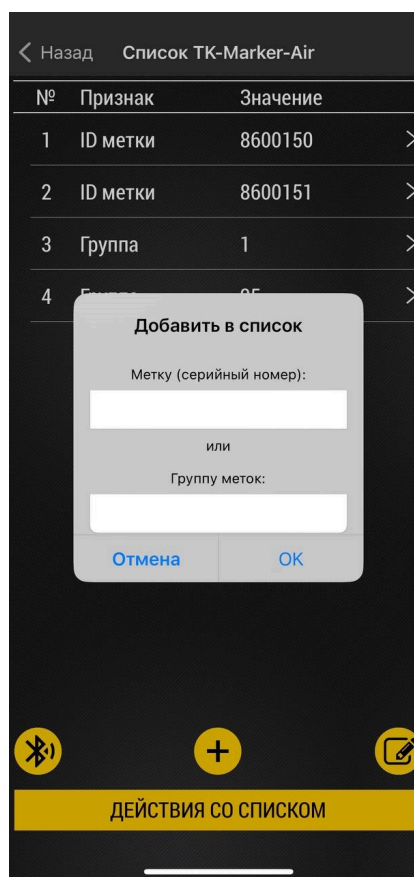 Назад Список TK-Marker-Air
№ Признак Значение
1 ID метки 8600150
2 ID метки 8600151
3 Группа 1
4
Добавить в список
Метку (серийный номер):
или
Группу меток:
Отмена OK
ДЕЙСТВИЯ СО СПИСКОМ